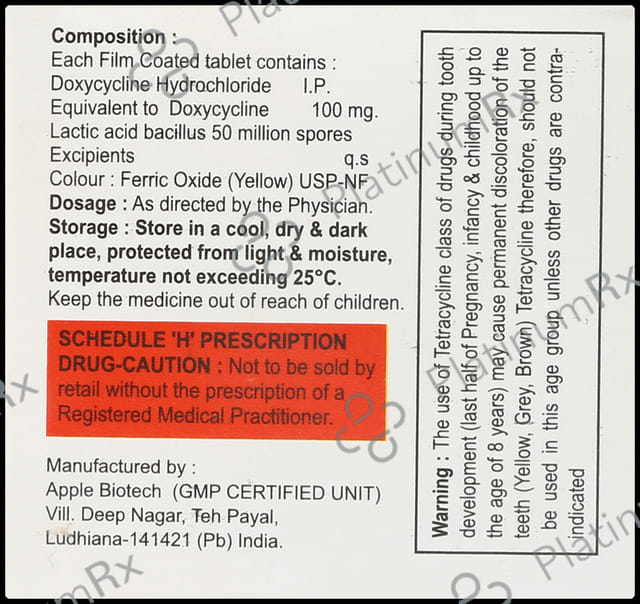 Composition :
Each Film Coated tablet contains :
Doxycycline Hydrochloride I.P.
Equivalent to Doxycycline 100 mg.
Lactic acid bacillus 50 million spores
Excipients q.s
Colour : Ferric Oxide (Yellow) USP-NF
Dosage : As directed by the Physician.
Storage : Store in a cool, dry & dark
place, protected from light & moisture,
temperature not exceeding 25°C.
Keep the medicine out of reach of children.
SCHEDULE 'H' PRESCRIPTION
DRUG-CAUTION : Not to be sold by
retail without the prescription of a
Registered Medical Practitioner.
Manufactured by :
Apple Biotech (GMP CERTIFIED UNIT)
Vill. Deep Nagar, Teh Payal,
Ludhiana-141421 (Pb) India.
Warning : The use of Tetracycline class of drugs during tooth
development (last half of Pregnancy, infancy & childhood up to
the age of 8 years) may cause permanent discoloration of the
teeth (Yellow, Grey, Brown) Tetracycline therefore, should not
be used in this age group unless other drugs are contra-
indicated
PlatinumRx
PlatinumRx
PlatinumRx
PlatinumRx